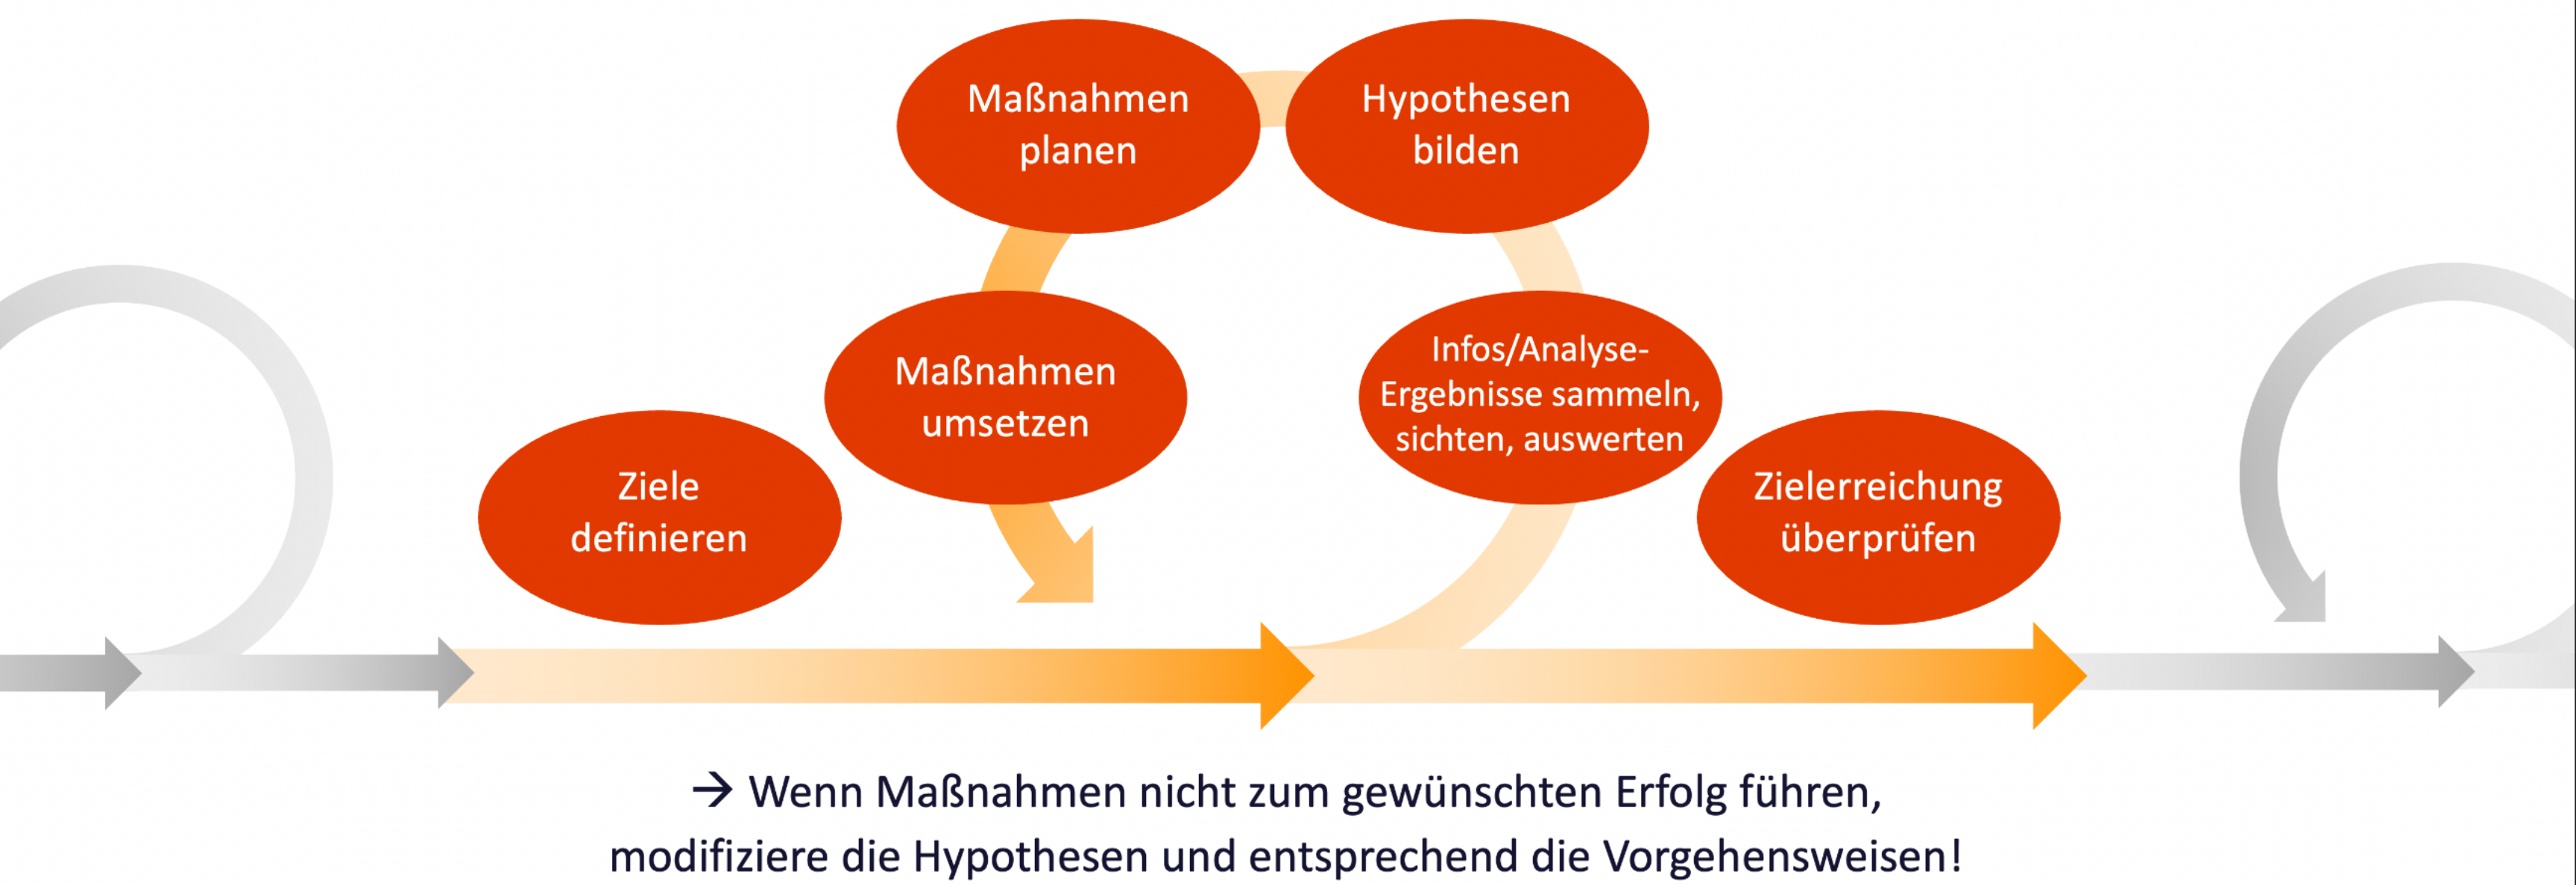 Maßnahmen
planen
Hypothesen
bilden
Maßnahmen
umsetzen
Infos/Analyse-
Ergebnisse sammeln,
sichten, auswerten
Ziele
definieren
Zielerreichung
überprüfen
→ Wenn Maßnahmen nicht zum gewünschten Erfolg führen,
modifiziere die Hypothesen und entsprechend die Vorgehensweisen!